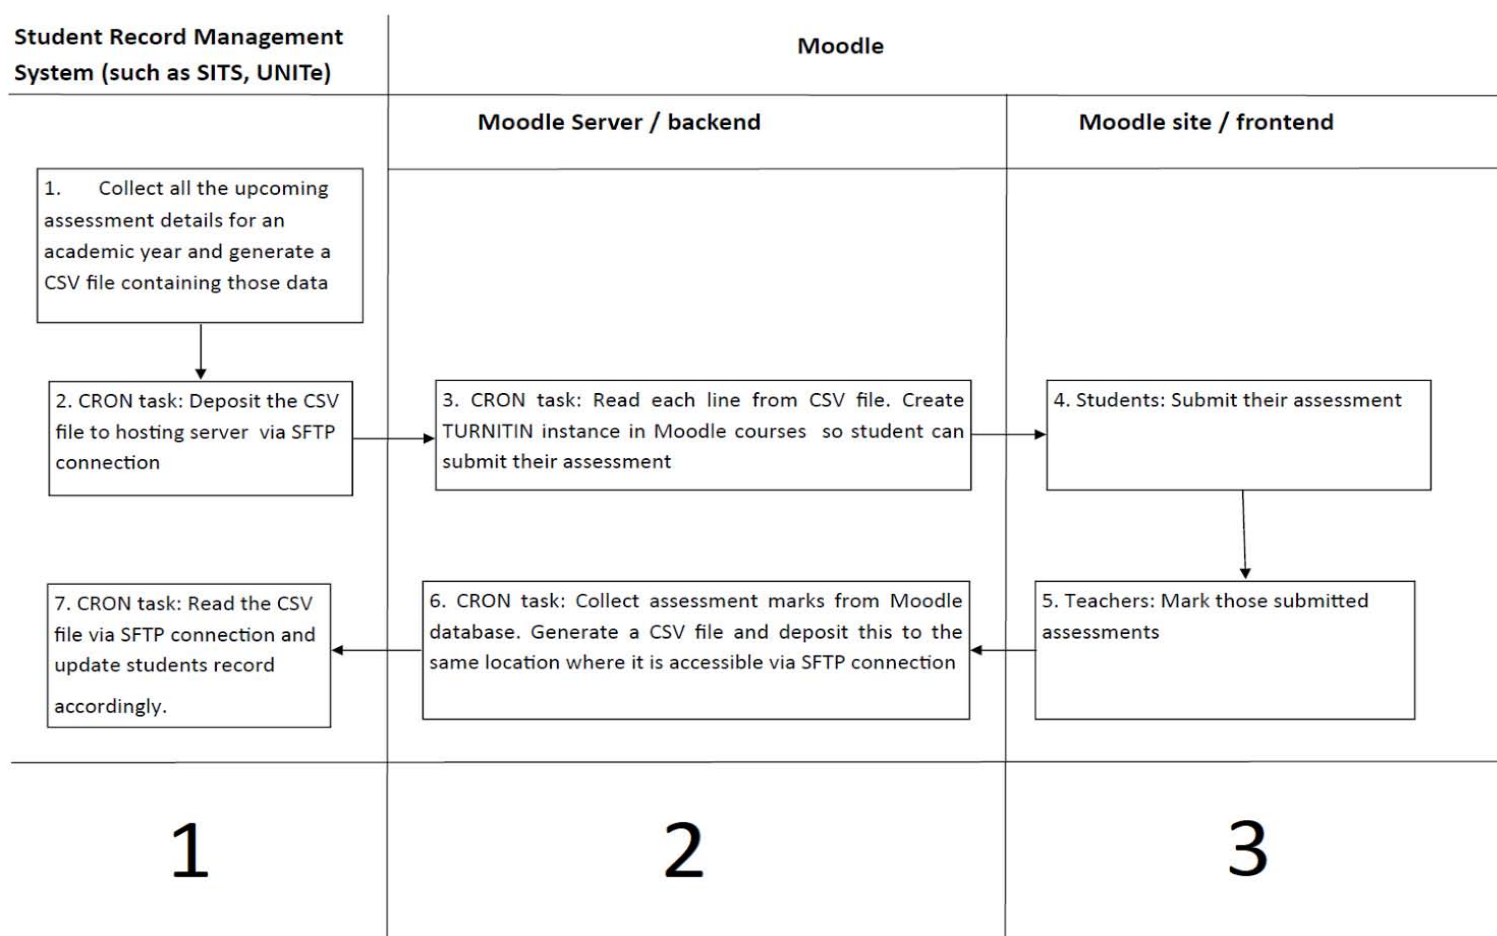 Student Record Management
System (such as SITS, UNITe)
Moodle
Moodle Server / backend
Moodle site / frontend
1. Collect all the upcoming
assessment details for an
academic year and generate a
CSV file containing those data
2. CRON task: Deposit the CSV
file to hosting server via SFTP
connection
3. CRON task: Read each line from CSV file. Create
TURNITIN instance in Moodle courses so student can
submit their assessment
4. Students: Submit their assessment
7. CRON task: Read the CSV
file via SFTP connection and
update students record
accordingly.
6. CRON task: Collect assessment marks from Moodle
database. Generate a CSV file and deposit this to the
same location where it is accessible via SFTP connection
5. Teachers: Mark those submitted
assessments
1
2
3